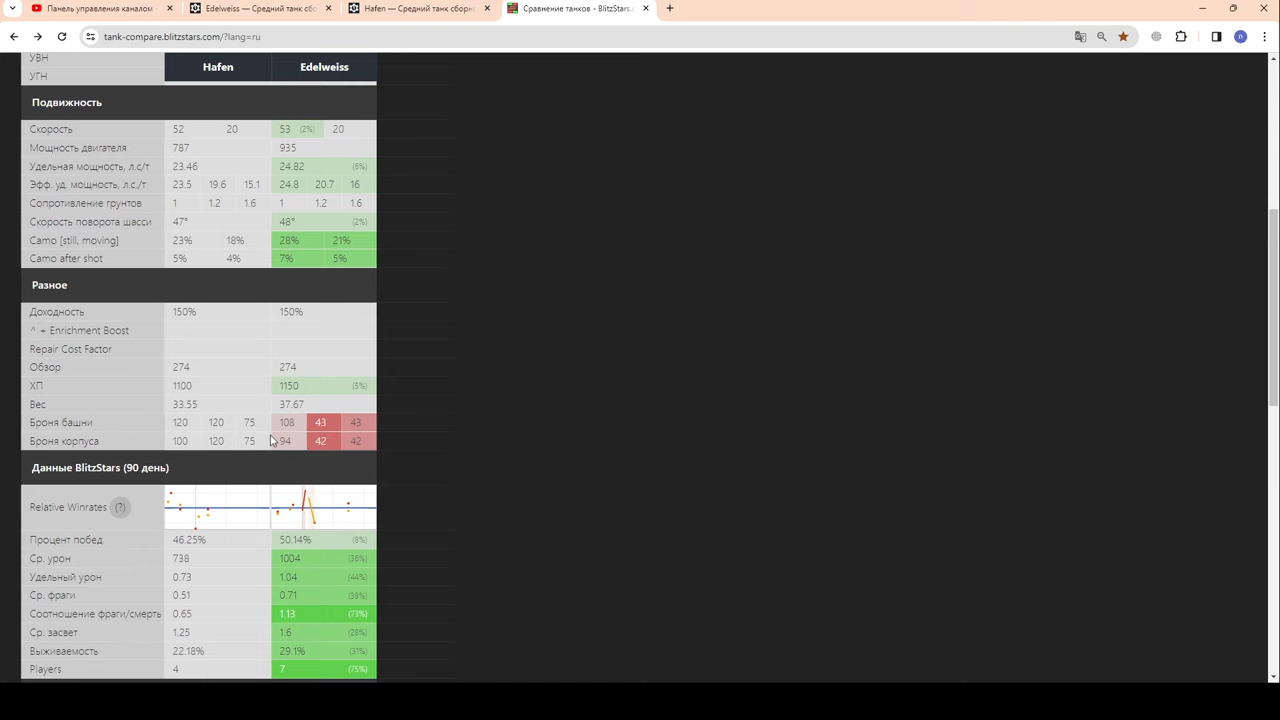 Панель управления каналом -
Edelweiss — Средний танк сбо
Hafen — Средний танк сборн
Сравнение танков - BlitzStars.
tank-compare.blitzstars.com/?lang=ru
n
УВН
УГН
Hafen Edelweiss
Подвижность
Скорость 52 20 53 (2%) 20
Мощность двигателя 787 935
Удельная мощность, л.с/т 23.46 24.82 (6%)
Эфф. уд. мощность, л.с./т 23.5 19.6 15.1 24.8 20.7 16
Сопротивление грунтов 1 1.2 1.6 1 1.2 1.6
Скорость поворота шасси 47° 48° (2%)
Camo [still, moving] 23% 18% 28% 21%
Camo after shot 5% 4% 7% 5%
Разное
Доходность 150% 150%
^ + Enrichment Boost
Repair Cost Factor
Обзор 274 274
ХП 1100 1150 (5%)
Вес 33.55 37.67
Броня башни 120 120 75 108 43 43
Броня корпуса 100 120 75 94 42 42
Данные BlitzStars (90 день)
Relative Winrates (?)
Процент побед 46.25% 50.14% (8%)
Ср. урон 738 1004 (36%)
Удельный урон 0.73 1.04 (44%)
Ср. фраги 0.51 0.71 (38%)
Соотношение фраги/смерть 0.65 1.13 (73%)
Ср. засвет 1.25 1.6 (28%)
Выживаемость 22.18% 29.1% (31%)
Players 4 7 (75%)